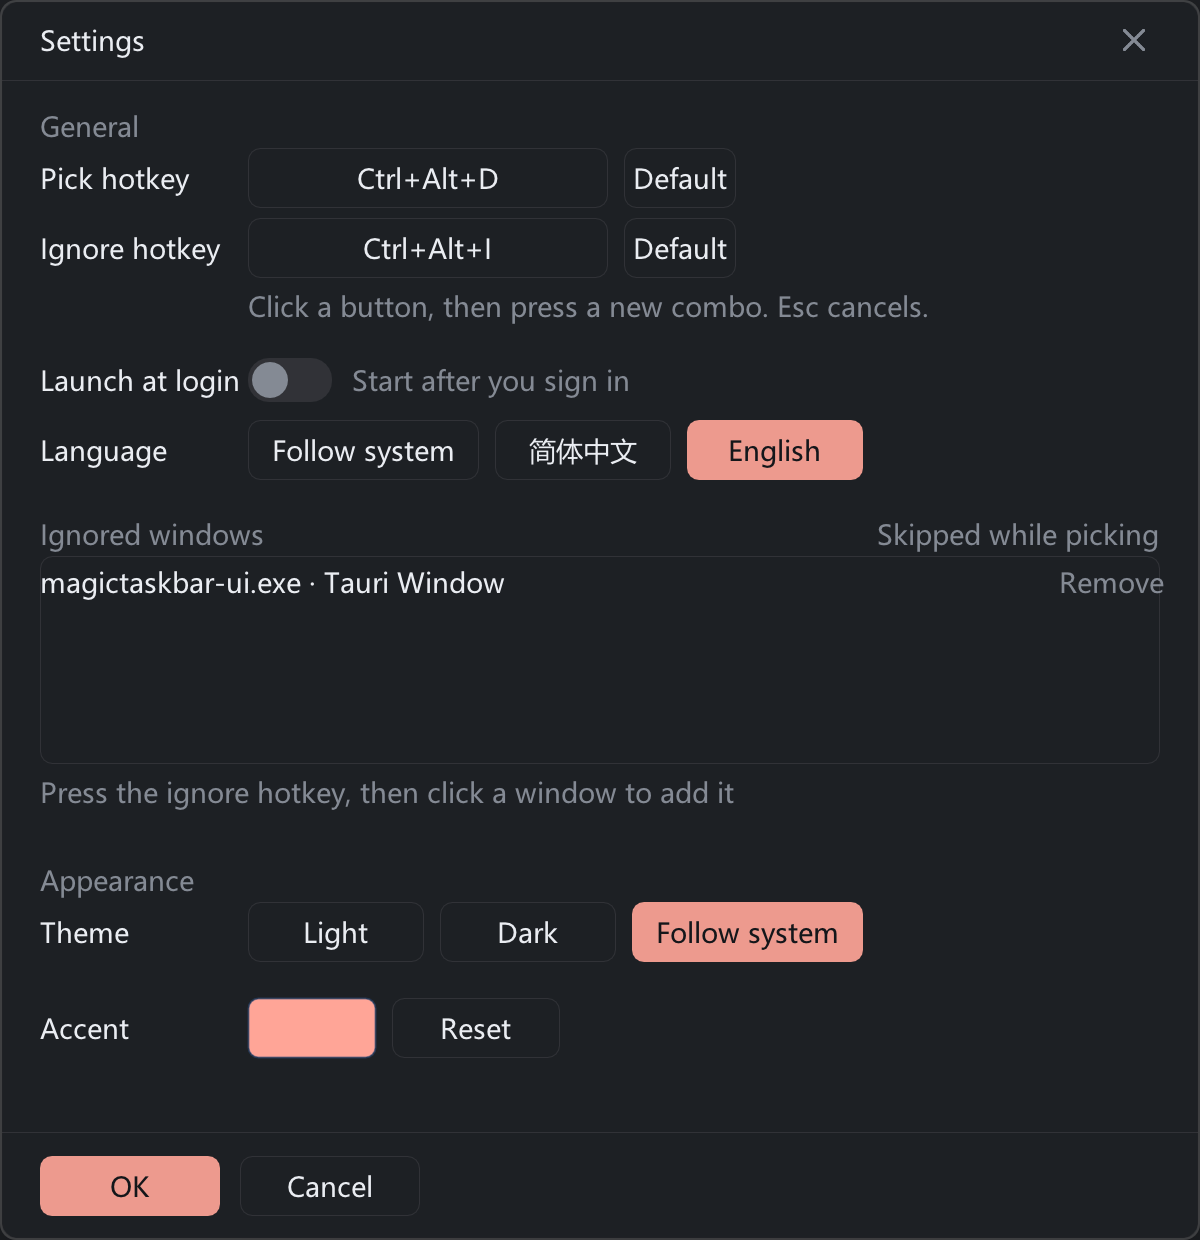 Settings
General
Pick hotkey Ctrl+Alt+D Default
Ignore hotkey Ctrl+Alt+I Default
Click a button, then press a new combo. Esc cancels.
Launch at login Start after you sign in
Language Follow system 简体中文 English
Ignored windows Skipped while picking
magictaskbar-ui.exe · Tauri Window Remove
Press the ignore hotkey, then click a window to add it
Appearance
Theme Light Dark Follow system
Accent Reset
OK Cancel